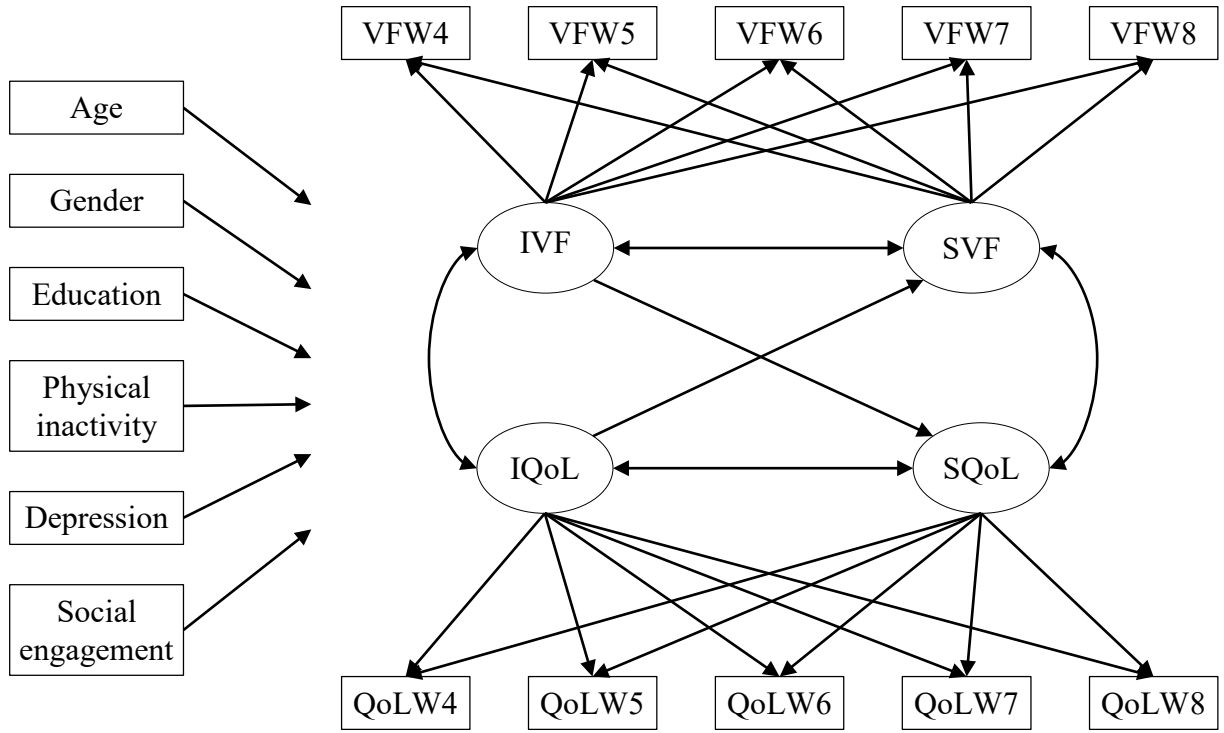 VFW4
VFW5
VFW6
VFW7
VFW8
Age
Gender
Education
Physical
inactivity
Depression
Social
engagement
IVF
SVF
IQoL
SQoL
QoLW4
QoLW5
QoLW6
QoLW7
QoLW8